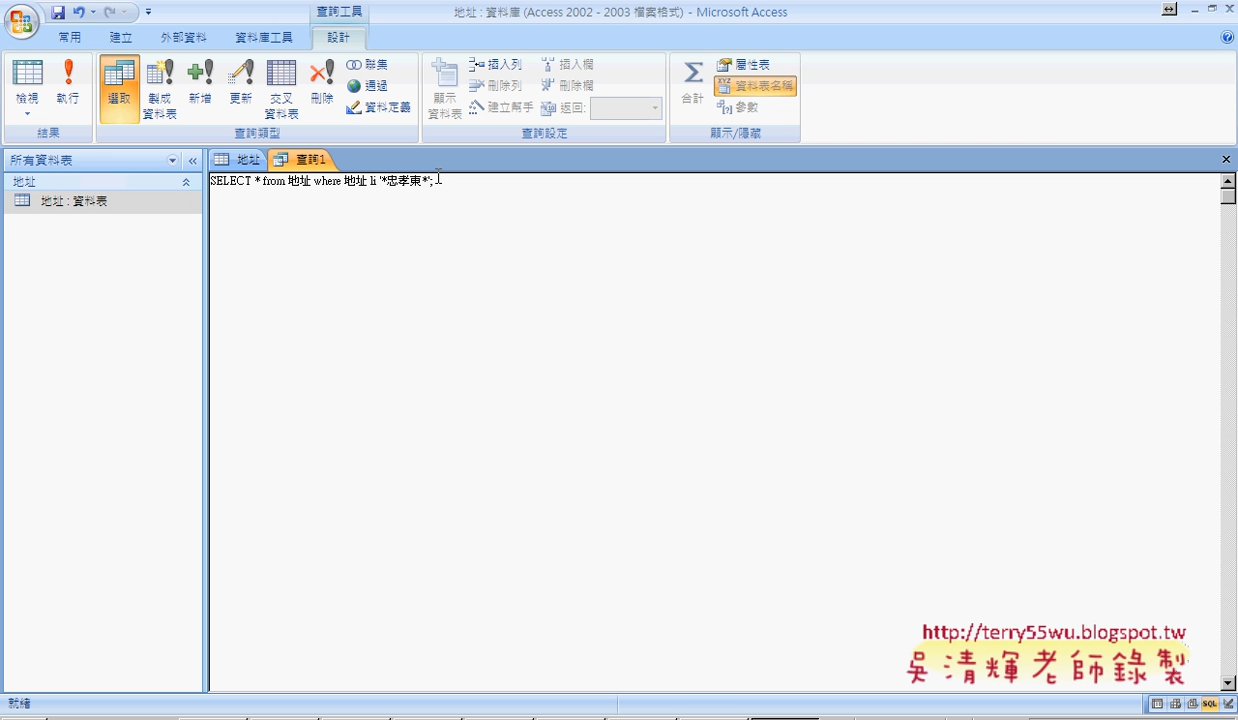 查詢工具
地址 : 資料庫 (Access 2002 - 2003 檔案格式) - Microsoft Access
常用 建立 外部資料 資料庫工具 設計
檢視
執行
選取
製成
資料表
新增
更新
交叉
資料表
刪除
聯集
通過
資料定義
顯示
資料表
插入列
刪除列
建立幫手
插入欄
刪除欄
返回:
合計
屬性表
資料表名稱
參數
結果 查詢類型 查詢設定 顯示/隱藏
所有資料表
地址
地址 : 資料表
地址 查詢1
SELECT * from 地址 where 地址 li '*忠孝東*';
http://terry55wu.blogspot.tw
吳清輝老師錄製
就緒
SQL